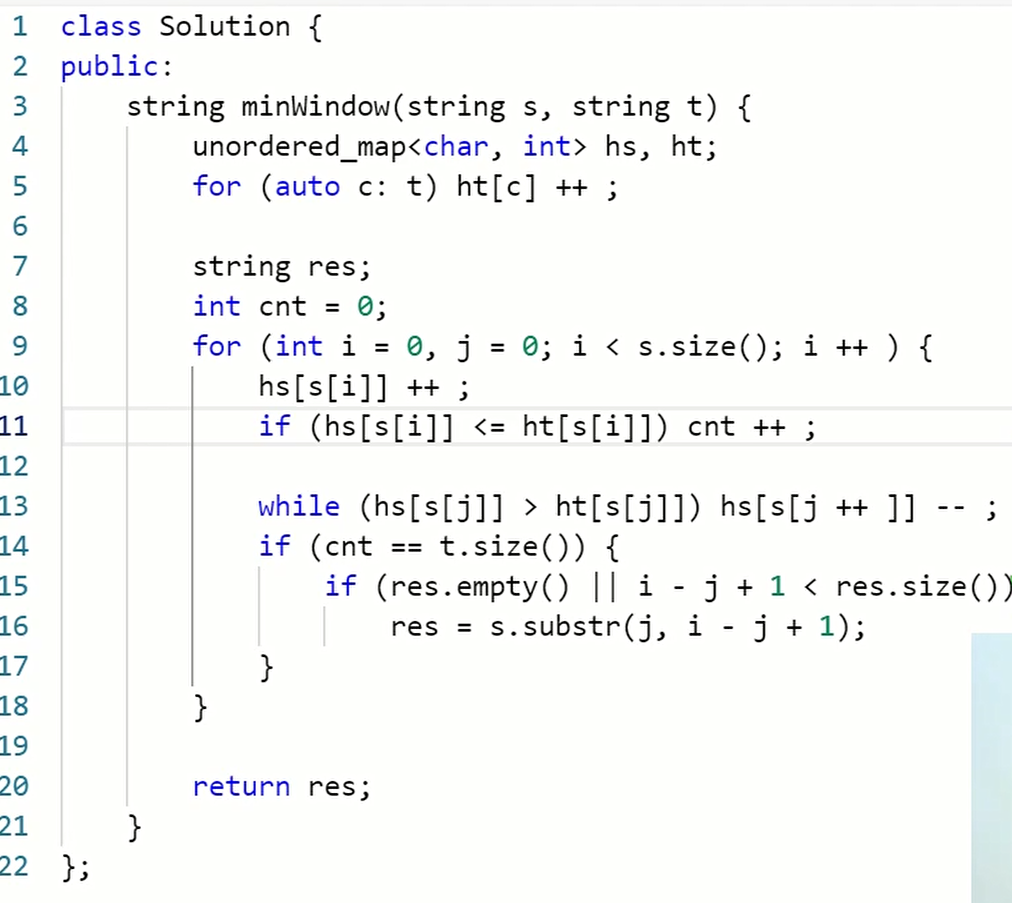 1 class Solution {
2 public:
3     string minWindow(string s, string t) {
4         unordered_map<char, int> hs, ht;
5         for (auto c: t) ht[c] ++ ;
6
7         string res;
8         int cnt = 0;
9         for (int i = 0, j = 0; i < s.size(); i ++ ) {
10             hs[s[i]] ++ ;
11             if (hs[s[i]] <= ht[s[i]]) cnt ++ ;
12
13             while (hs[s[j]] > ht[s[j]]) hs[s[j ++ ]] -- ;
14             if (cnt == t.size()) {
15                 if (res.empty() || i - j + 1 < res.size())
16                     res = s.substr(j, i - j + 1);
17             }
18         }
19
20         return res;
21     }
22 };